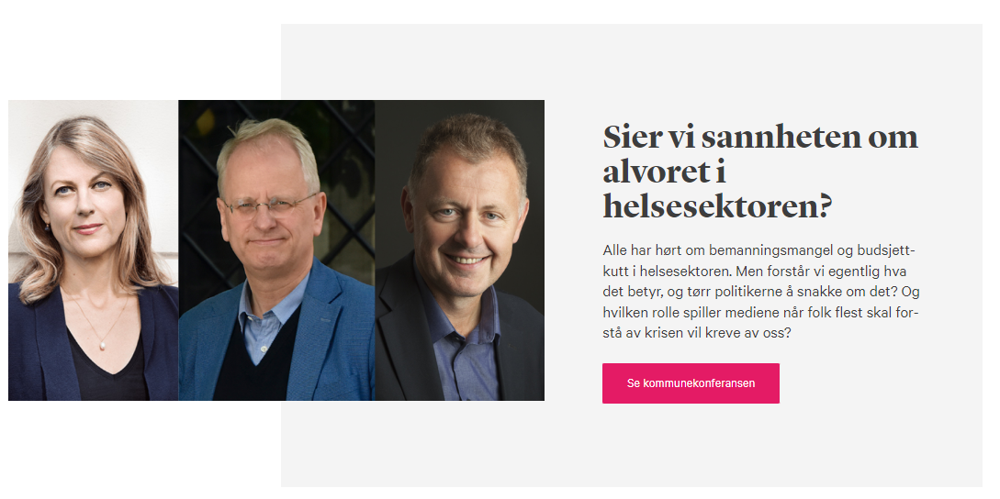 Sier vi sannheten om
alvoret i
helsesektoren?
Alle har hørt om bemanningsmangel og budsjett-
kutt i helsesektoren. Men forstår vi egentlig hva
det betyr, og tørr politikerne å snakke om det? Og
hvilken rolle spiller mediene når folk flest skal for-
stå av krisen vil kreve av oss?
Se kommunekonferansen